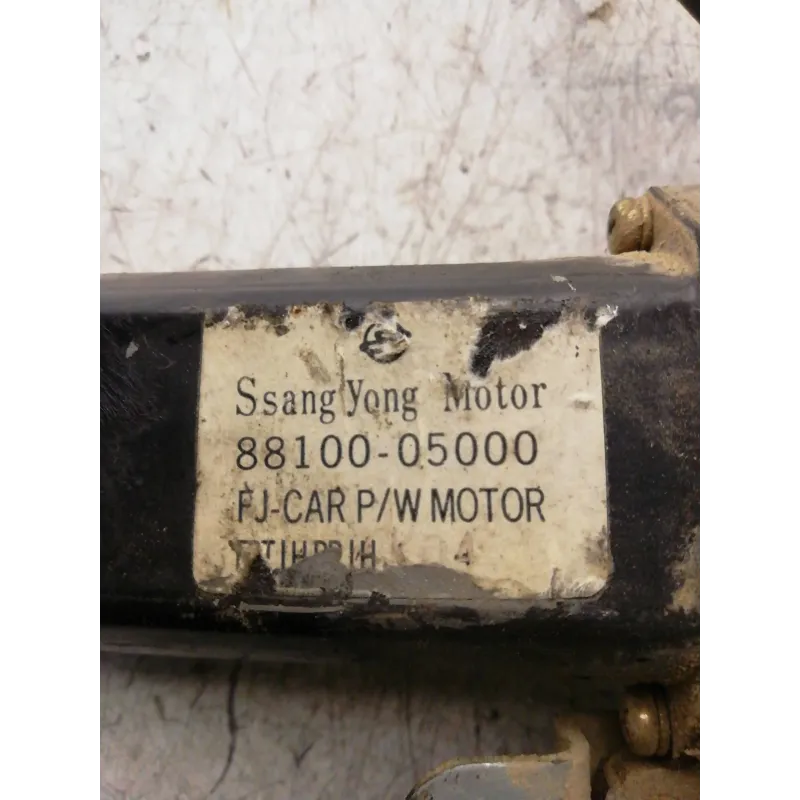 Ssang Yong Motor
88100-05000
FJ-CAR P/W MOTOR